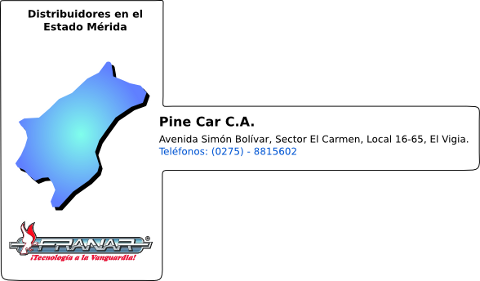 Distribuidores en el
Estado Mérida
Pine Car C.A.
Avenida Simón Bolívar, Sector El Carmen, Local 16-65, El Vigia.
Teléfonos: (0275) - 8815602
FRANAR®
¡Tecnología a la Vanguardia!